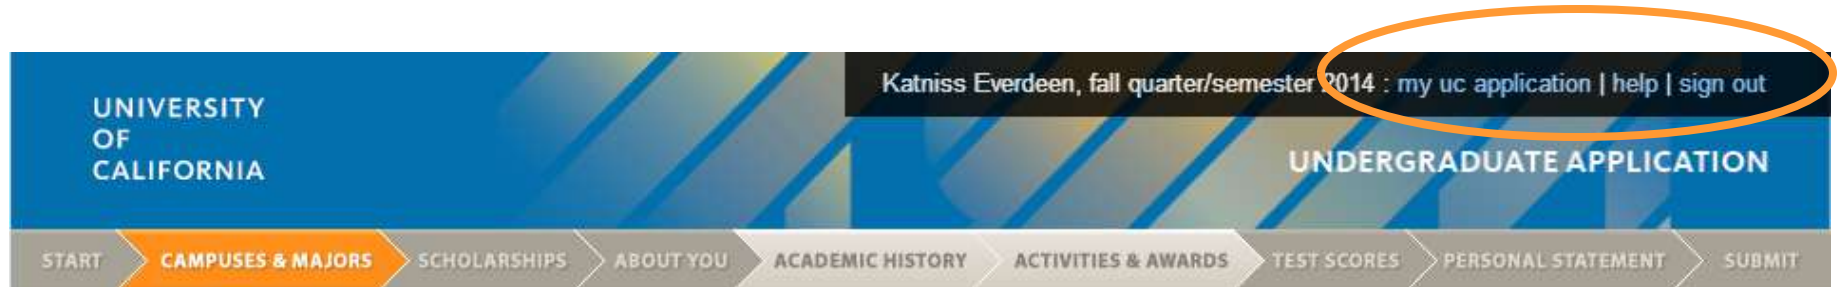 Katniss Everdeen, fall quarter/semester 2014 : my uc application | help | sign out
UNIVERSITY
OF
CALIFORNIA
UNDERGRADUATE APPLICATION
START CAMPUSES & MAJORS SCHOLARSHIPS ABOUT YOU ACADEMIC HISTORY ACTIVITIES & AWARDS TEST SCORES PERSONAL STATEMENT SUBMIT